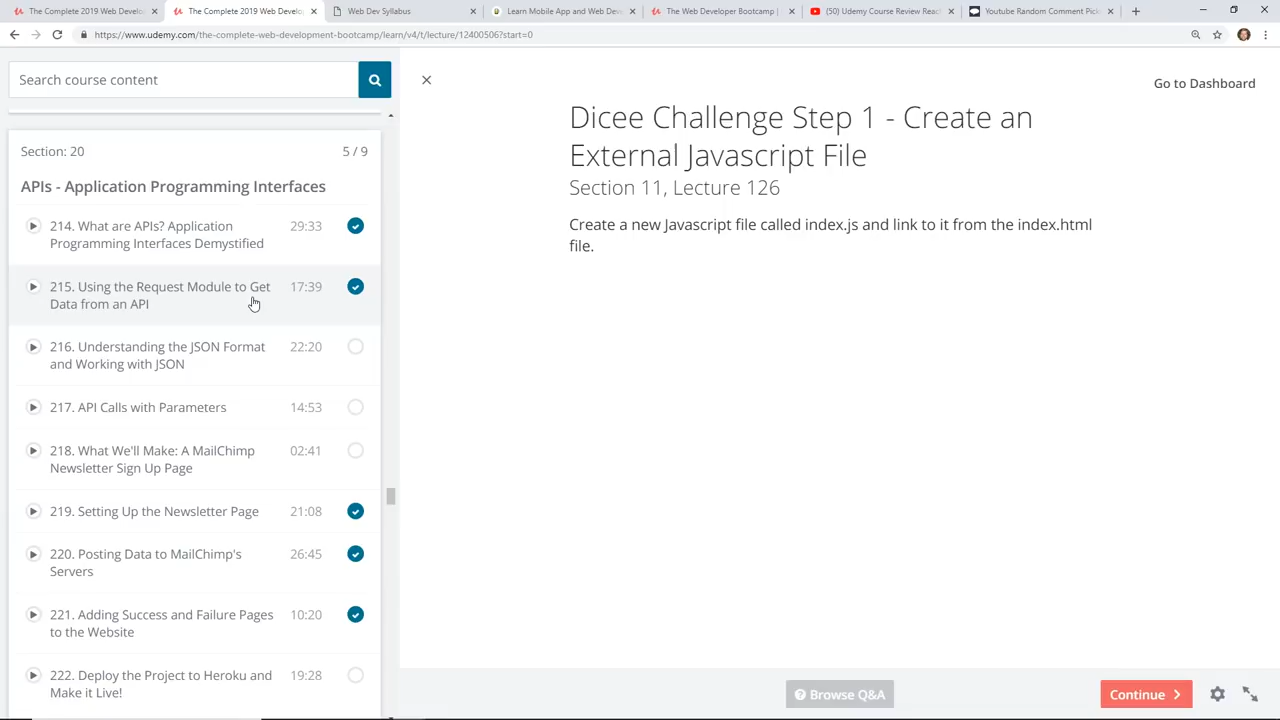 The Complete 2019 Web Develo
The Complete 2019 Web Develo
Web Dev Syllabus
Learn Mobile App and Web Dev
The Web Developer Bootcamp |
(50) Udemy Course Review Reac
Youtube Random Comment Pick
https://www.udemy.com/the-complete-web-development-bootcamp/learn/v4/t/lecture/12400506?start=0
Search course content
Go to Dashboard
Dicee Challenge Step 1 - Create an
External Javascript File
Section 11, Lecture 126
Create a new Javascript file called index.js and link to it from the index.html
file.
Section: 20
5 / 9
APIs - Application Programming Interfaces
214. What are APIs? Application
Programming Interfaces Demystified
29:33
215. Using the Request Module to Get
Data from an API
17:39
216. Understanding the JSON Format
and Working with JSON
22:20
217. API Calls with Parameters
14:53
218. What We'll Make: A MailChimp
Newsletter Sign Up Page
02:41
219. Setting Up the Newsletter Page
21:08
220. Posting Data to MailChimp's
Servers
26:45
221. Adding Success and Failure Pages
to the Website
10:20
222. Deploy the Project to Heroku and
Make it Live!
19:28
Browse Q&A
Continue